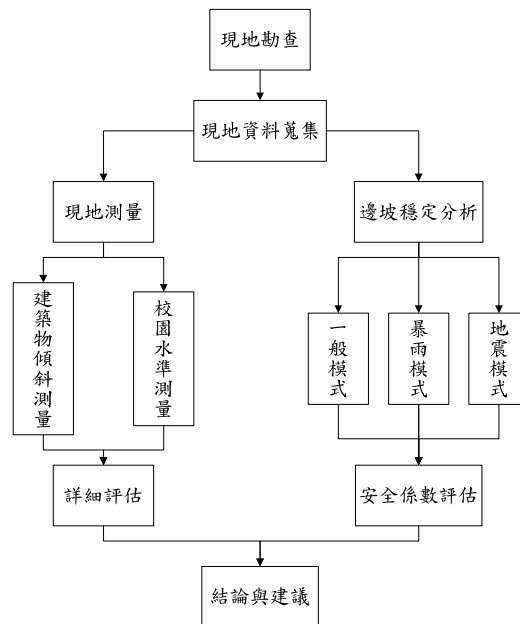 現地勘查
現地資料蒐集
現地測量
邊坡穩定分析
建築物傾斜測量
校園水準測量
一般模式
暴雨模式
地震模式
詳細評估
安全係數評估
結論與建議